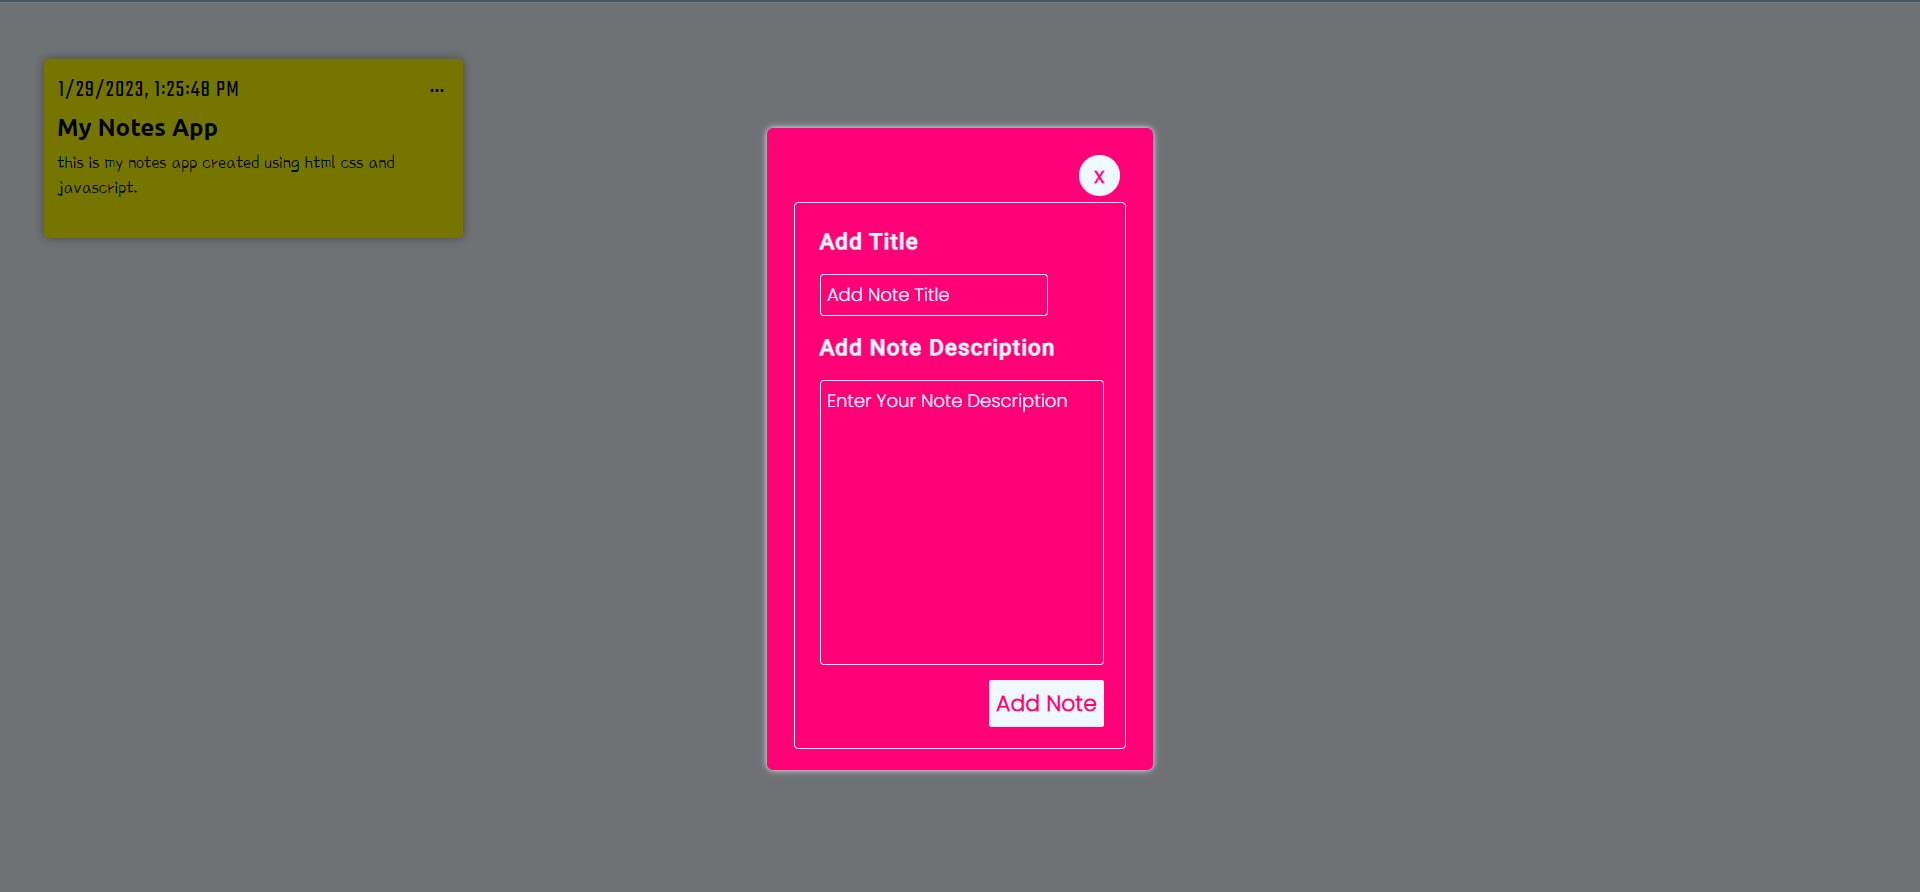 1/29/2023, 1:25:48 PM
...
My Notes App
this is my notes app created using html css and
javascript.
x
Add Title
Add Note Title
Add Note Description
Enter Your Note Description
Add Note